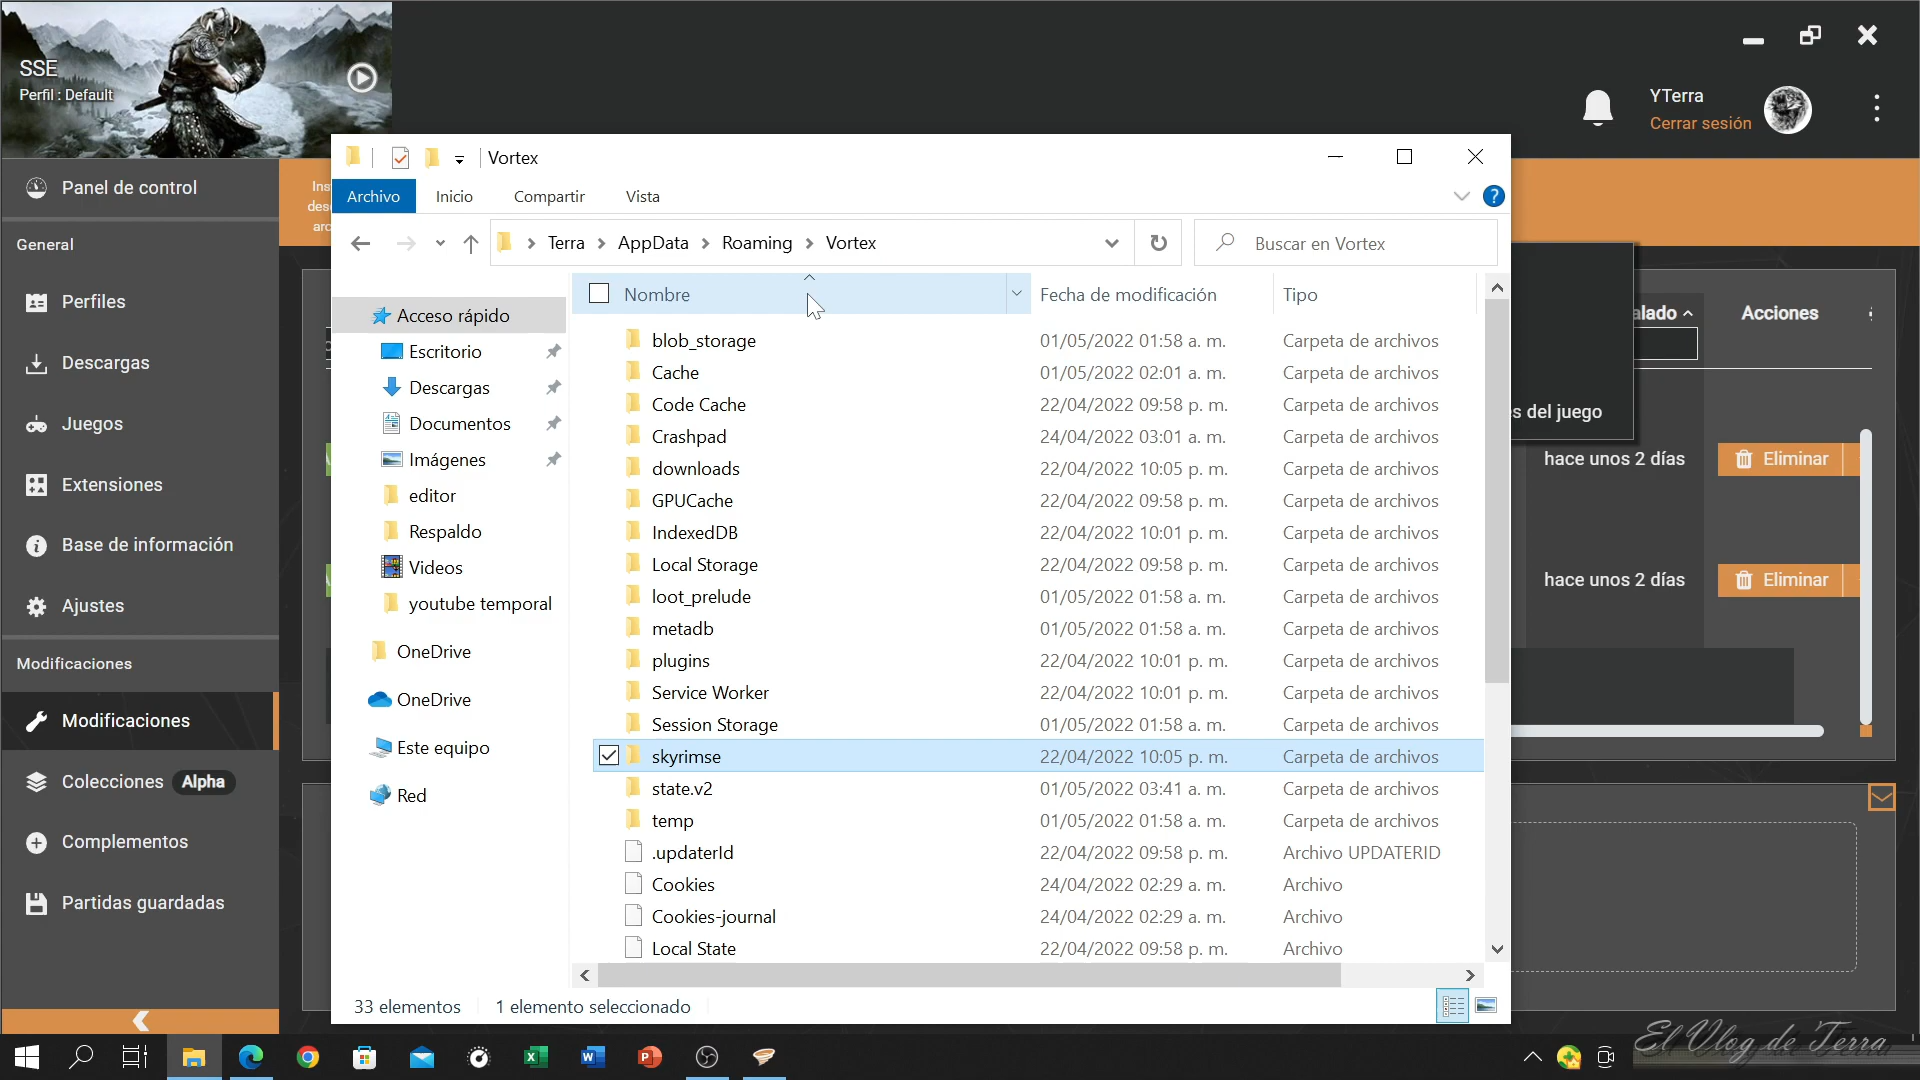 SSE
Perfil : Default
YTerra
Cerrar sesión
Panel de control
General
Perfiles
Descargas
Juegos
Extensiones
Base de información
Ajustes
Modificaciones
Modificaciones
Colecciones Alpha
Complementos
Partidas guardadas
Ins
des
arc
Vortex
Archivo Inicio Compartir Vista
Terra AppData Roaming Vortex
Buscar en Vortex
Acceso rápido
Escritorio
Descargas
Documentos
Imágenes
editor
Respaldo
Videos
youtube temporal
OneDrive
OneDrive
Este equipo
Red
Nombre Fecha de modificación Tipo
blob_storage 01/05/2022 01:58 a. m. Carpeta de archivos
Cache 01/05/2022 02:01 a. m. Carpeta de archivos
Code Cache 22/04/2022 09:58 p. m. Carpeta de archivos
Crashpad 24/04/2022 03:01 a. m. Carpeta de archivos
downloads 22/04/2022 10:05 p. m. Carpeta de archivos
GPUCache 22/04/2022 09:58 p. m. Carpeta de archivos
IndexedDB 22/04/2022 10:01 p. m. Carpeta de archivos
Local Storage 22/04/2022 09:58 p. m. Carpeta de archivos
loot_prelude 01/05/2022 01:58 a. m. Carpeta de archivos
metadb 01/05/2022 01:58 a. m. Carpeta de archivos
plugins 22/04/2022 10:01 p. m. Carpeta de archivos
Service Worker 22/04/2022 10:01 p. m. Carpeta de archivos
Session Storage 01/05/2022 01:58 a. m. Carpeta de archivos
skyrimse 22/04/2022 10:05 p. m. Carpeta de archivos
state.v2 01/05/2022 03:41 a. m. Carpeta de archivos
temp 01/05/2022 01:58 a. m. Carpeta de archivos
.updaterId 22/04/2022 09:58 p. m. Archivo UPDATERID
Cookies 24/04/2022 02:29 a. m. Archivo
Cookies-journal 24/04/2022 02:29 a. m. Archivo
Local State 22/04/2022 09:58 p. m. Archivo
33 elementos 1 elemento seleccionado
alado Acciones
s del juego
hace unos 2 días Eliminar
hace unos 2 días Eliminar
El Vlog de Terra